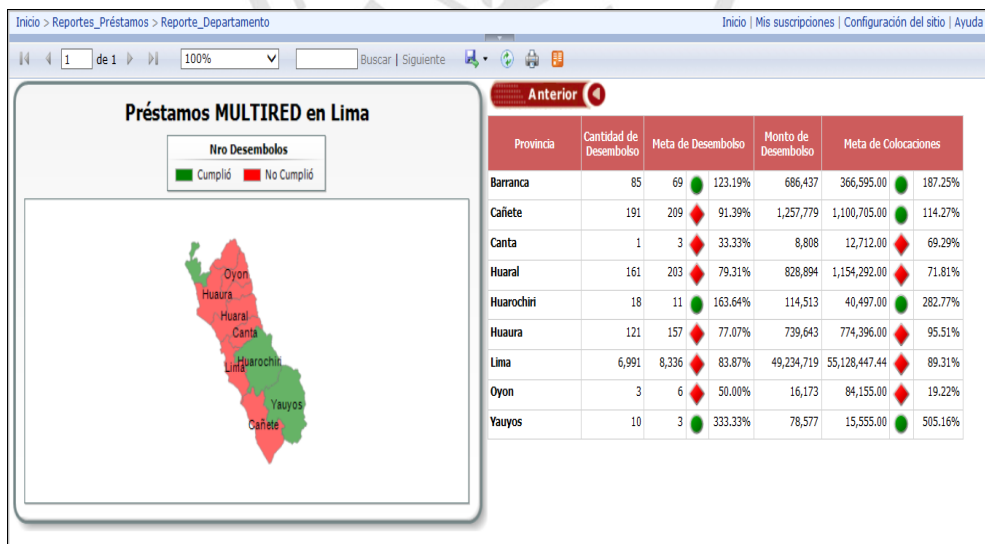 Inicio > Reportes_Préstamos > Reporte_Departamento
Inicio | Mis suscripciones | Configuración del sitio | Ayuda
1 de 1 100% Buscar | Siguiente
Anterior
Préstamos MULTIRED en Lima
Nro Desembolos
Cumplió No Cumplió
Oyon
Huaura
Huaral
Canta
Huarochiri
Lima
Yauyos
Cañete
Provincia Cantidad de Desembolso Meta de Desembolso Monto de Desembolso Meta de Colocaciones
Barranca 85 69 123.19% 686,437 366,595.00 187.25%
Cañete 191 209 91.39% 1,257,779 1,100,705.00 114.27%
Canta 1 3 33.33% 8,808 12,712.00 69.29%
Huaral 161 203 79.31% 828,894 1,154,292.00 71.81%
Huarochiri 18 11 163.64% 114,513 40,497.00 282.77%
Huaura 121 157 77.07% 739,643 774,396.00 95.51%
Lima 6,991 8,336 83.87% 49,234,719 55,128,447.44 89.31%
Oyon 3 6 50.00% 16,173 84,155.00 19.22%
Yauyos 10 3 333.33% 78,577 15,555.00 505.16%